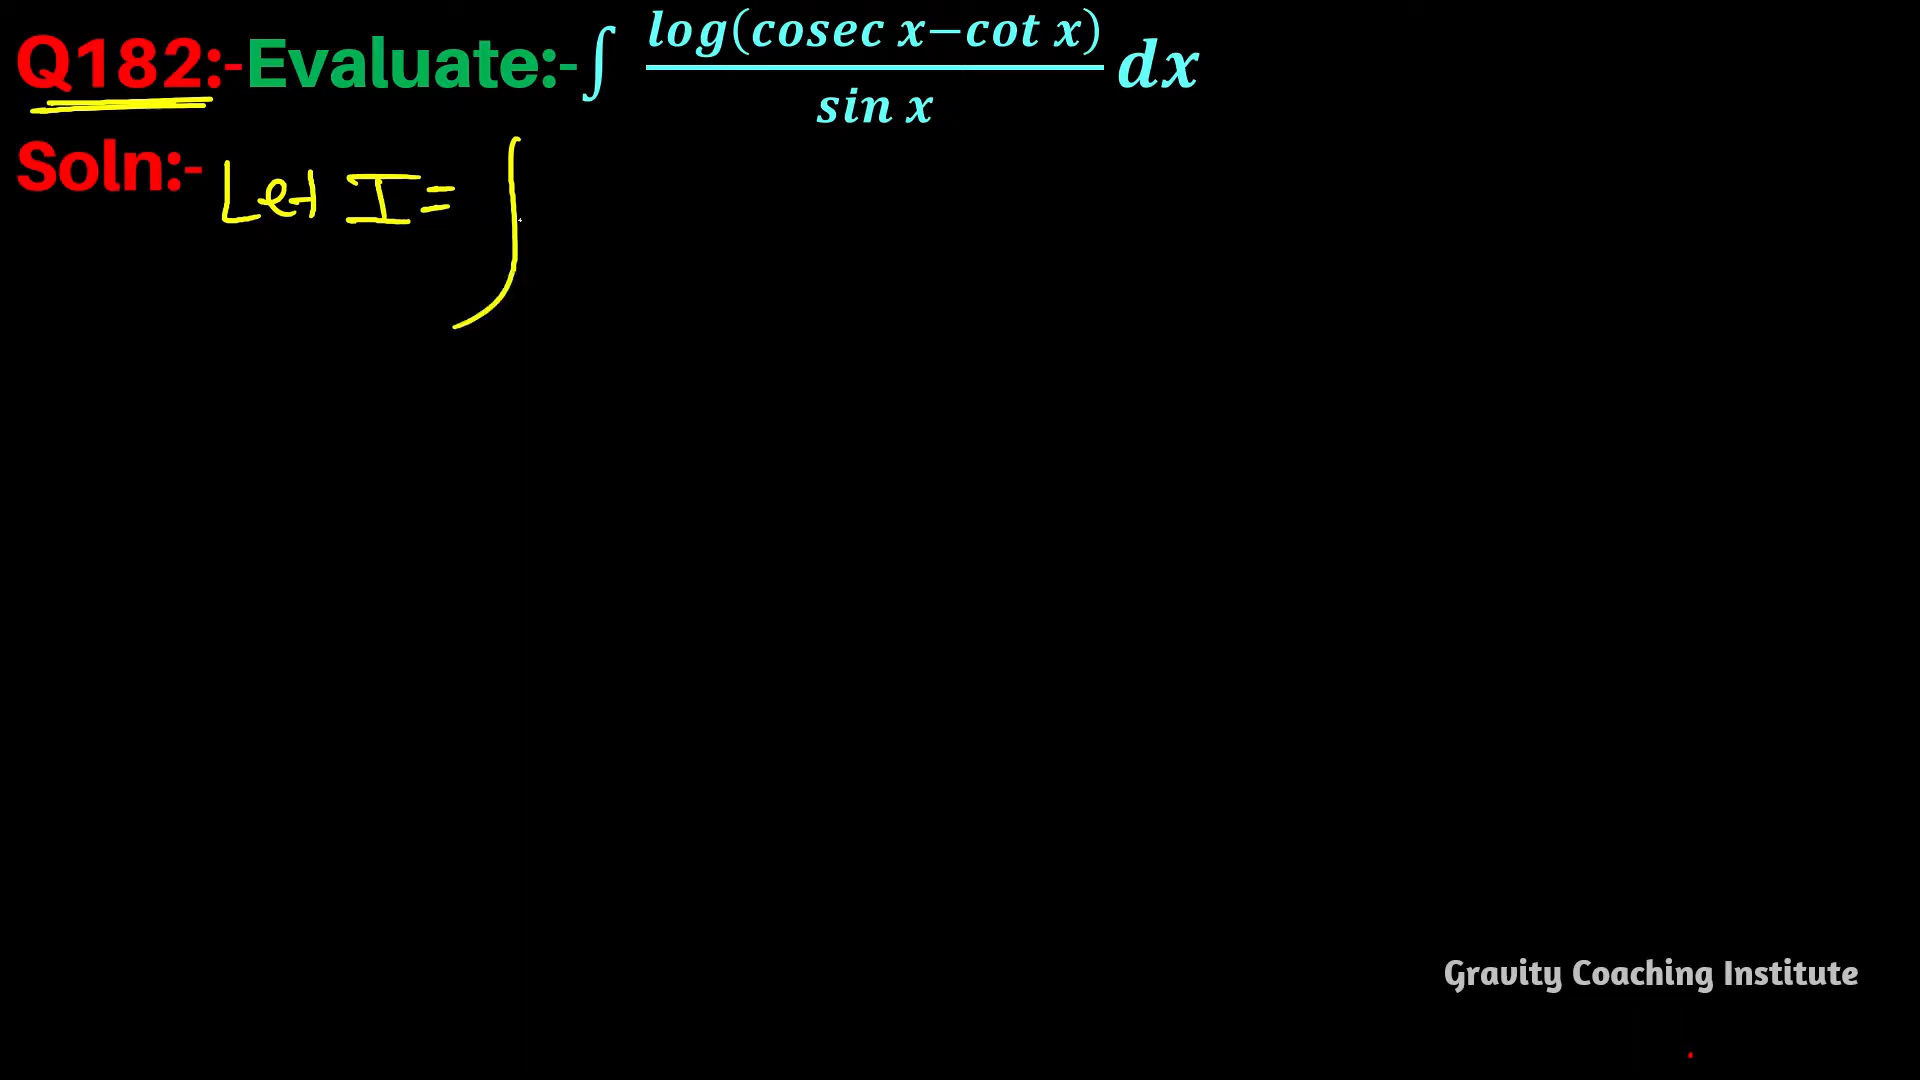 Q182:-Evaluate:-∫ log(cosec x−cot x)/sin x dx
Soln:- Let I= ∫
Gravity Coaching Institute